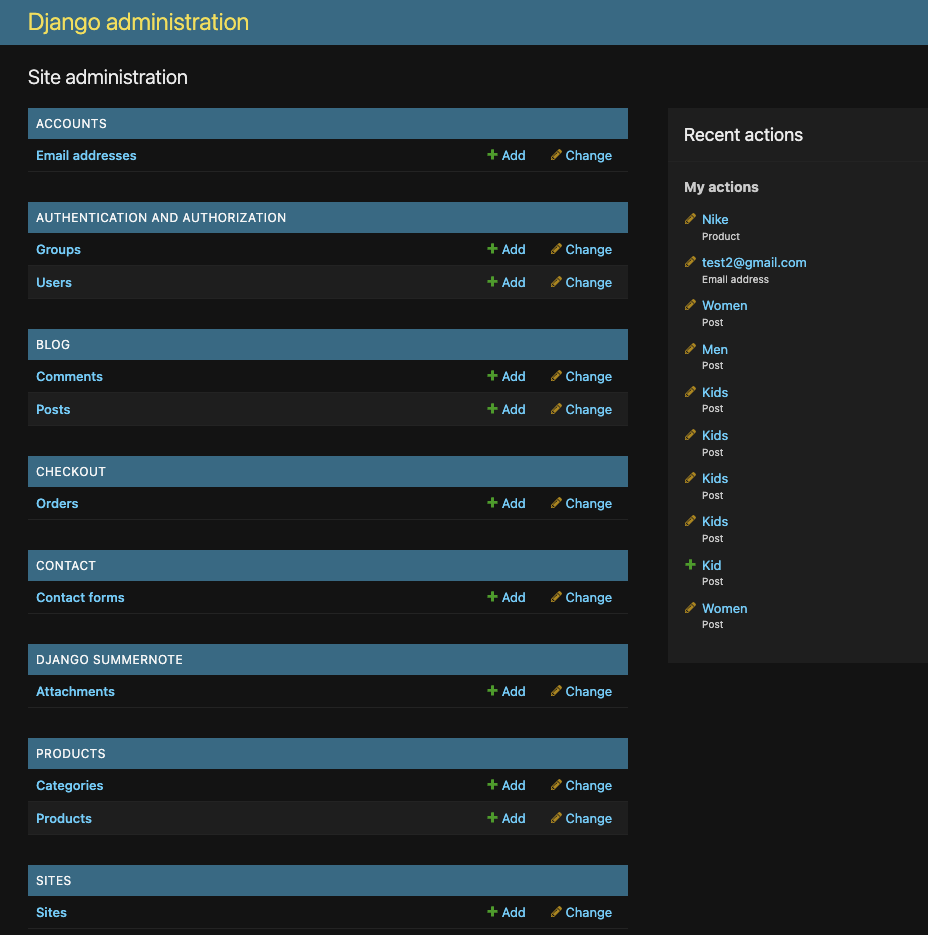 Django administration
Site administration
ACCOUNTS
Email addresses Add Change
AUTHENTICATION AND AUTHORIZATION
Groups Add Change
Users Add Change
BLOG
Comments Add Change
Posts Add Change
CHECKOUT
Orders Add Change
CONTACT
Contact forms Add Change
DJANGO SUMMERNOTE
Attachments Add Change
PRODUCTS
Categories Add Change
Products Add Change
SITES
Sites Add Change
Recent actions
My actions
Nike
Product
test2@gmail.com
Email address
Women
Post
Men
Post
Kids
Post
Kids
Post
Kids
Post
Kids
Post
Kid
Post
Women
Post